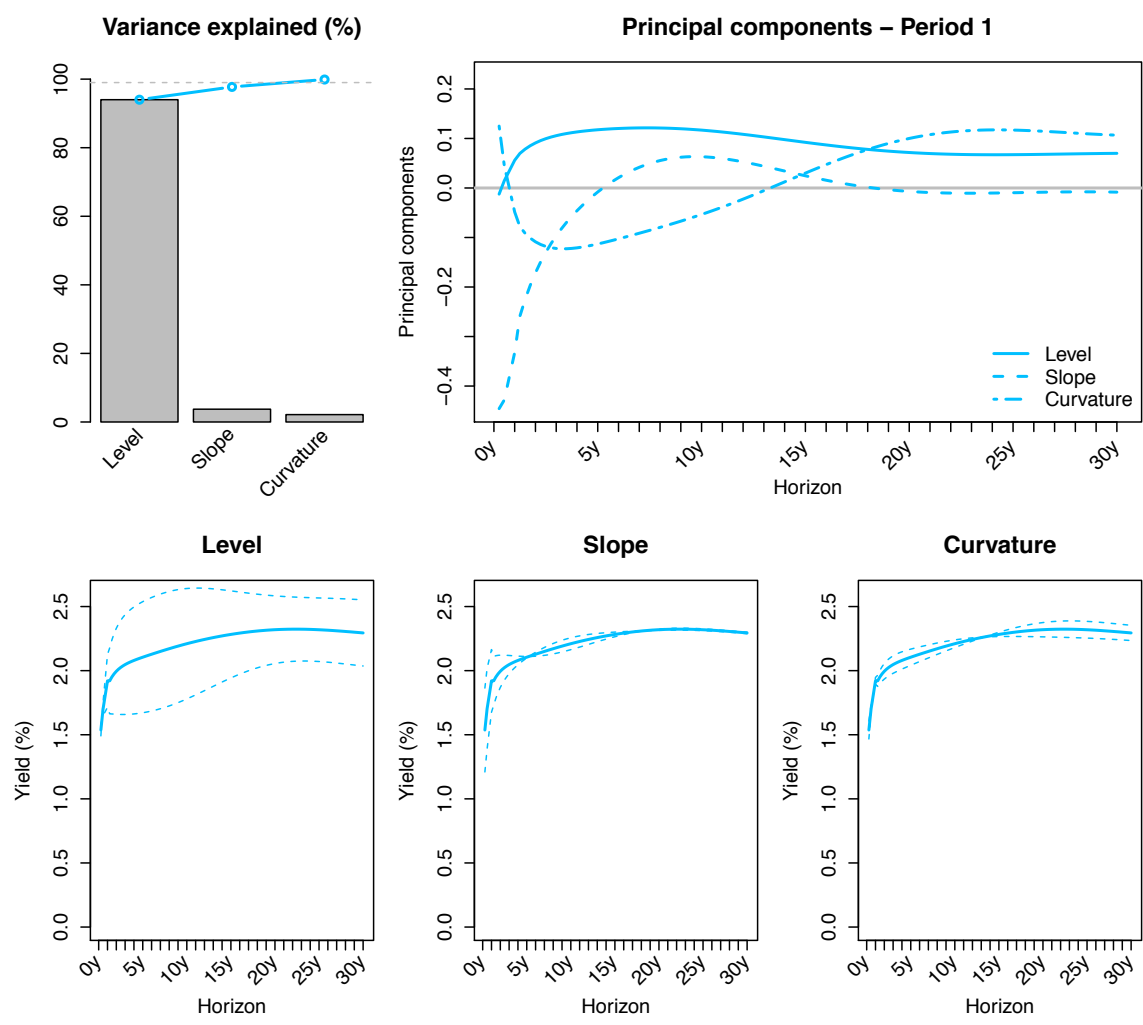 Variance explained (%)
0
20
40
60
80
100
Level
Slope
Curvature
Principal components – Period 1
Principal components
−0.4
−0.2
0.0
0.1
0.2
Level
Slope
Curvature
0y
5y
10y
15y
20y
25y
30y
Horizon
Level
Yield (%)
0.0
0.5
1.0
1.5
2.0
2.5
0y
5y
10y
15y
20y
25y
30y
Horizon
Slope
Yield (%)
0.0
0.5
1.0
1.5
2.0
2.5
0y
5y
10y
15y
20y
25y
30y
Horizon
Curvature
Yield (%)
0.0
0.5
1.0
1.5
2.0
2.5
0y
5y
10y
15y
20y
25y
30y
Horizon